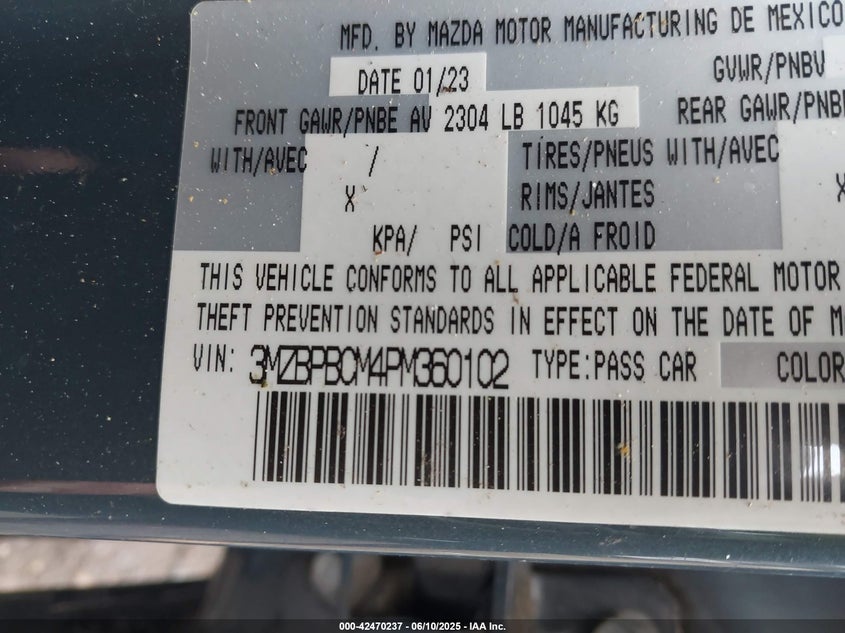 MFD. BY MAZDA MOTOR MANUFACTURING DE MEXICO
DATE 01/23
GVWR/PNBV
FRONT GAWR/PNBE AV 2304 LB 1045 KG
REAR GAWR/PNBE
WITH/AVEC /
TIRES/PNEUS WITH/AVEC
X
RIMS/JANTES
X
KPA/ PSI COLD/A FROID
THIS VEHICLE CONFORMS TO ALL APPLICABLE FEDERAL MOTOR
THEFT PREVENTION STANDARDS IN EFFECT ON THE DATE OF M
VIN: 3MZBPBCM4PM360102 TYPE:PASS CAR COLOR
000-42470237 - 06/10/2025 - IAA Inc.